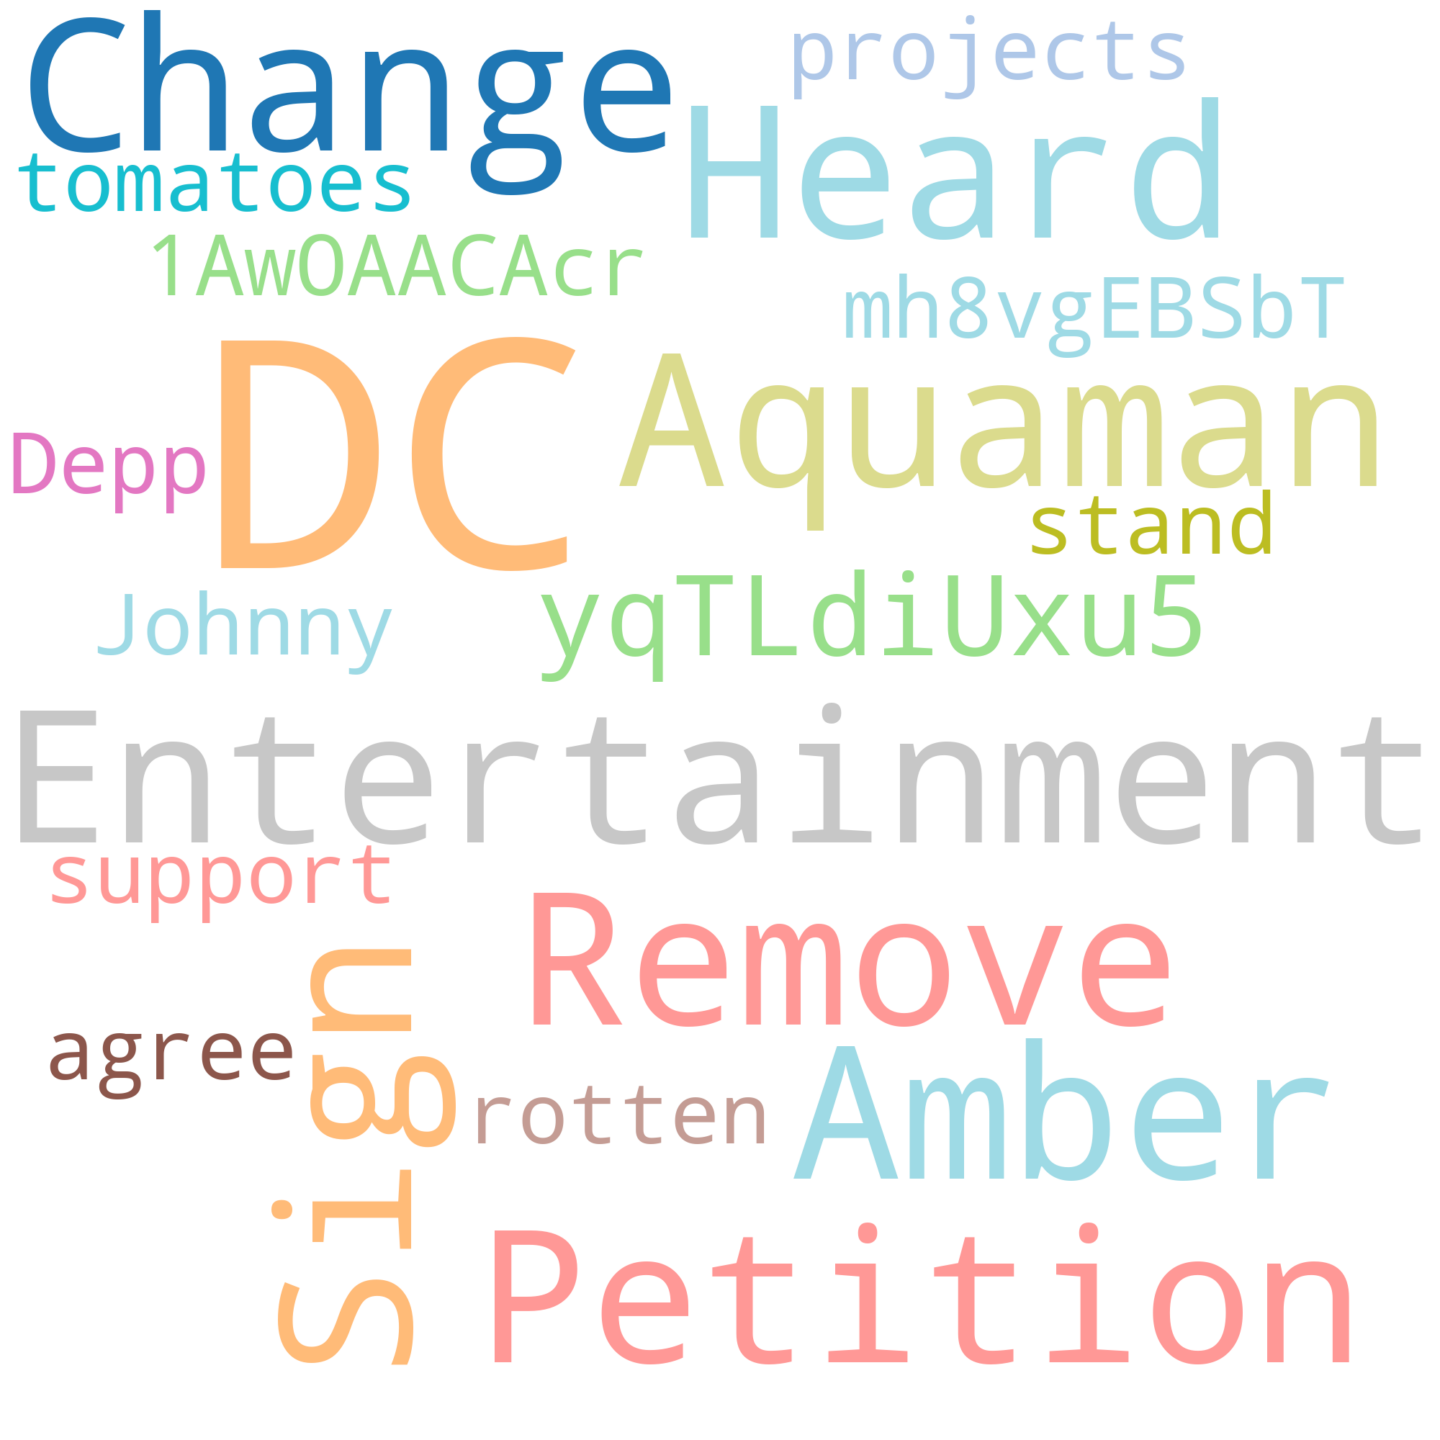 Change
projects
Heard
tomatoes
1AwOAACAcr
mh8vgEBSbT
DC
Aquaman
Depp
stand
Johnny
yqTLdiUxu5
Entertainment
support
Remove
Sign
agree
Amber
rotten
Petition